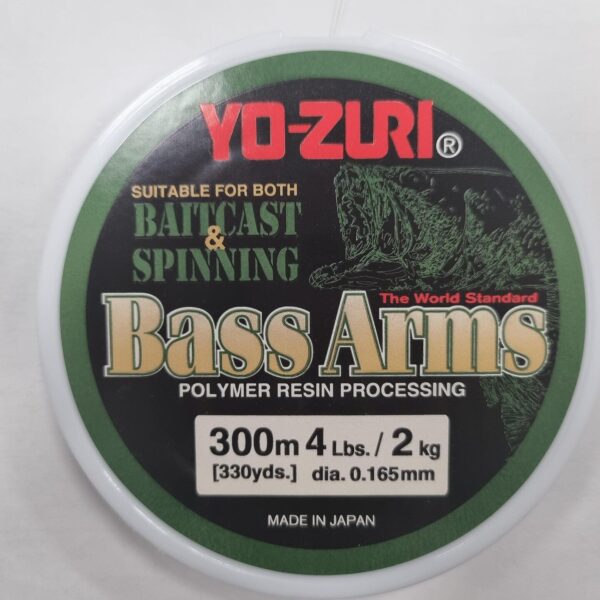 YO-ZURI®
SUITABLE FOR BOTH
BAITCAST
&
SPINNING
The World Standard
Bass Arms
POLYMER RESIN PROCESSING
300m 4 Lbs. / 2 kg
[330yds.] dia. 0.165mm
MADE IN JAPAN